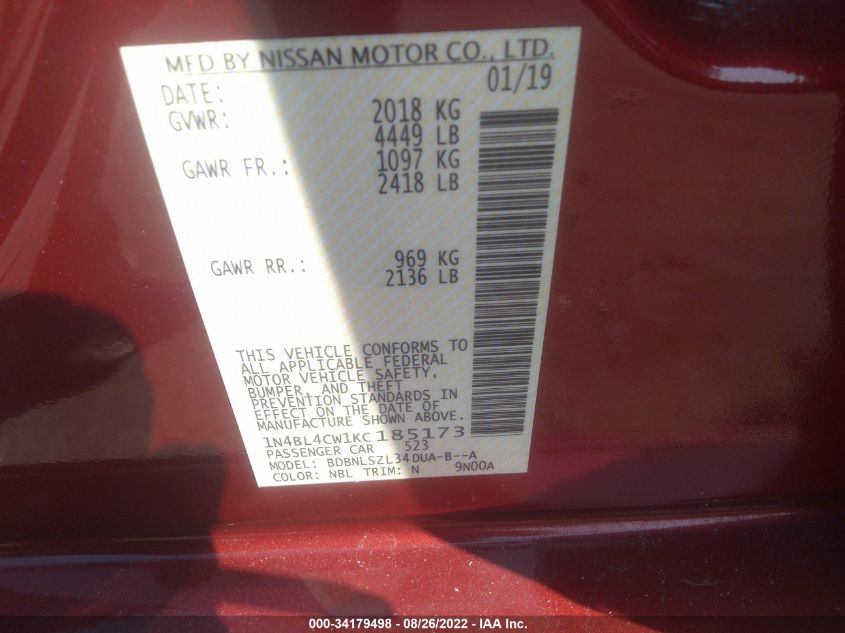 MFD BY NISSAN MOTOR CO., LTD.
DATE: 01/19
GVWR: 2018 KG
4449 LB
GAWR FR.: 1097 KG
2418 LB
GAWR RR.: 969 KG
2136 LB
THIS VEHICLE CONFORMS TO
ALL APPLICABLE FEDERAL
MOTOR VEHICLE SAFETY,
BUMPER, AND THEFT
PREVENTION STANDARDS IN
EFFECT ON THE DATE OF
MANUFACTURE SHOWN ABOVE.
1N4BL4CW1KC185173
PASSENGER CAR 523
MODEL: BDBNLSZL34DUA-B--A
COLOR: NBL TRIM: N 9N00A
000-34179498 - 08/26/2022 - IAA Inc.